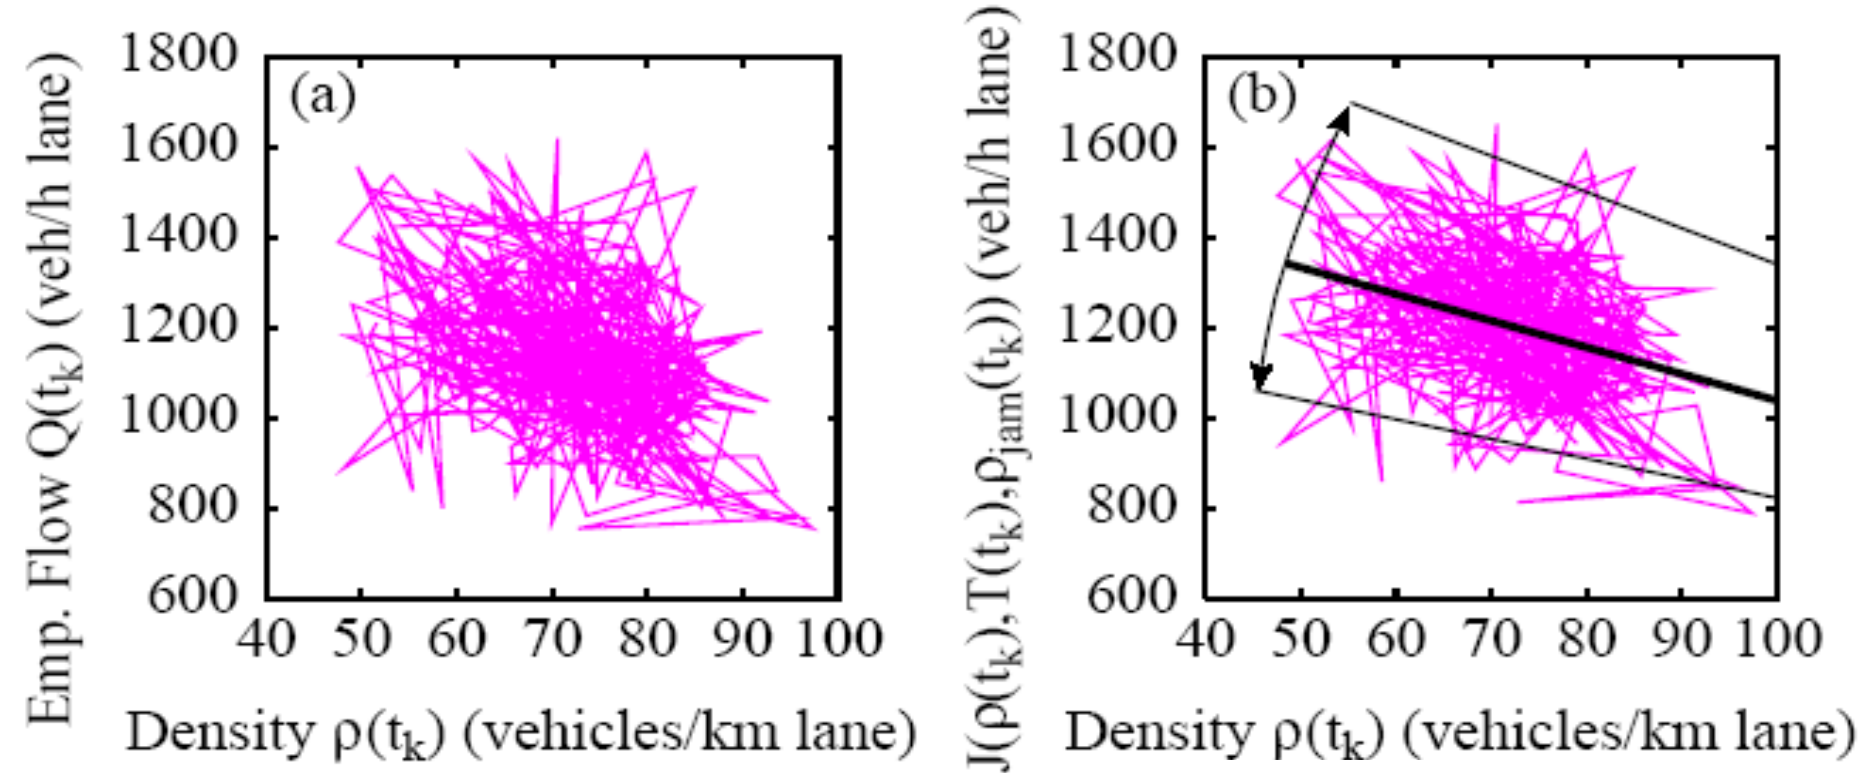 Emp. Flow Q(tk) (veh/h lane)
1800
1600
1400
1200
1000
800
600
(a)
40 50 60 70 80 90 100
Density ρ(tk) (vehicles/km lane)
J(ρ(tk),T(tk),ρjam(tk)) (veh/h lane)
1800
1600
1400
1200
1000
800
600
(b)
40 50 60 70 80 90 100
Density ρ(tk) (vehicles/km lane)